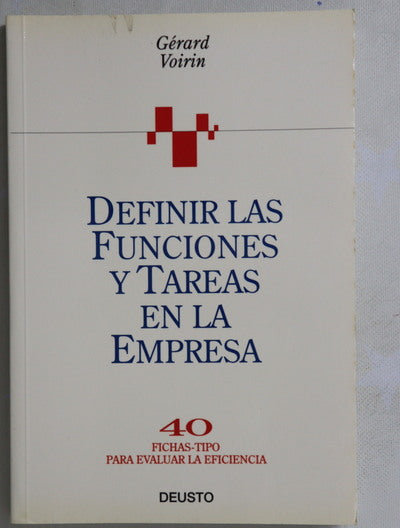 Gérard
Voirin
DEFINIR LAS
FUNCIONES
Y TAREAS
EN LA
EMPRESA
40
FICHAS-TIPO
PARA EVALUAR LA EFICIENCIA
DEUSTO